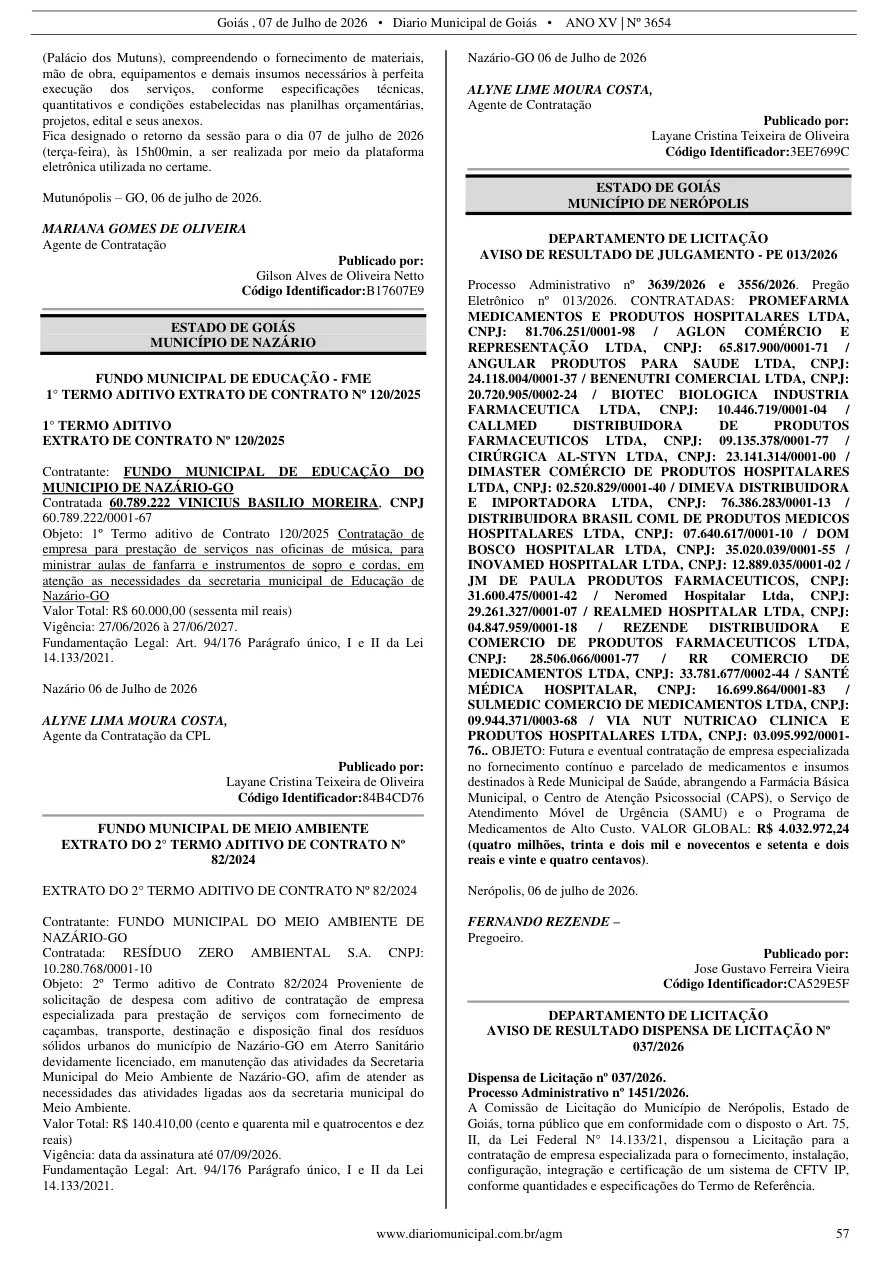 Goiás , 07 de Julho de 2026 • Diario Municipal de Goiás • ANO XV | Nº 3654
(Palácio dos Mutuns), compreendendo o fornecimento de materiais,
mão de obra, equipamentos e demais insumos necessários à perfeita
execução dos serviços, conforme especificações técnicas,
quantitativos e condições estabelecidas nas planilhas orçamentárias,
projetos, edital e seus anexos.
Fica designado o retorno da sessão para o dia 07 de julho de 2026
(terça-feira), às 15h00min, a ser realizada por meio da plataforma
eletrônica utilizada no certame.
Mutunópolis – GO, 06 de julho de 2026.
MARIANA GOMES DE OLIVEIRA
Agente de Contratação
Publicado por:
Gilson Alves de Oliveira Netto
Código Identificador:B17607E9
ESTADO DE GOIÁS
MUNICÍPIO DE NAZÁRIO
FUNDO MUNICIPAL DE EDUCAÇÃO - FME
1° TERMO ADITIVO EXTRATO DE CONTRATO Nº 120/2025
1° TERMO ADITIVO
EXTRATO DE CONTRATO Nº 120/2025
Contratante: FUNDO MUNICIPAL DE EDUCAÇÃO DO
MUNICIPIO DE NAZÁRIO-GO
Contratada 60.789.222 VINICIUS BASILIO MOREIRA, CNPJ
60.789.222/0001-67
Objeto: 1º Termo aditivo de Contrato 120/2025 Contratação de
empresa para prestação de serviços nas oficinas de música, para
ministrar aulas de fanfarra e instrumentos de sopro e cordas, em
atenção as necessidades da secretaria municipal de Educação de
Nazário-GO
Valor Total: R$ 60.000,00 (sessenta mil reais)
Vigência: 27/06/2026 à 27/06/2027.
Fundamentação Legal: Art. 94/176 Parágrafo único, I e II da Lei
14.133/2021.
Nazário 06 de Julho de 2026
ALYNE LIMA MOURA COSTA,
Agente da Contratação da CPL
Publicado por:
Layane Cristina Teixeira de Oliveira
Código Identificador:84B4CD76
FUNDO MUNICIPAL DE MEIO AMBIENTE
EXTRATO DO 2° TERMO ADITIVO DE CONTRATO Nº
82/2024
EXTRATO DO 2° TERMO ADITIVO DE CONTRATO Nº 82/2024
Contratante: FUNDO MUNICIPAL DO MEIO AMBIENTE DE
NAZÁRIO-GO
Contratada: RESÍDUO ZERO AMBIENTAL S.A. CNPJ:
10.280.768/0001-10
Objeto: 2º Termo aditivo de Contrato 82/2024 Proveniente de
solicitação de despesa com aditivo de contratação de empresa
especializada para prestação de serviços com fornecimento de
caçambas, transporte, destinação e disposição final dos resíduos
sólidos urbanos do município de Nazário-GO em Aterro Sanitário
devidamente licenciado, em manutenção das atividades da Secretaria
Municipal do Meio Ambiente de Nazário-GO, afim de atender as
necessidades das atividades ligadas aos da secretaria municipal do
Meio Ambiente.
Valor Total: R$ 140.410,00 (cento e quarenta mil e quatrocentos e dez
reais)
Vigência: data da assinatura até 07/09/2026.
Fundamentação Legal: Art. 94/176 Parágrafo único, I e II da Lei
14.133/2021.
Nazário-GO 06 de Julho de 2026
ALYNE LIME MOURA COSTA,
Agente de Contratação
Publicado por:
Layane Cristina Teixeira de Oliveira
Código Identificador:3EE7699C
ESTADO DE GOIÁS
MUNICÍPIO DE NERÓPOLIS
DEPARTAMENTO DE LICITAÇÃO
AVISO DE RESULTADO DE JULGAMENTO - PE 013/2026
Processo Administrativo nº 3639/2026 e 3556/2026. Pregão
Eletrônico nº 013/2026. CONTRATADAS: PROMEFARMA
MEDICAMENTOS E PRODUTOS HOSPITALARES LTDA,
CNPJ: 81.706.251/0001-98 / AGLON COMÉRCIO E
REPRESENTAÇÃO LTDA, CNPJ: 65.817.900/0001-71 /
ANGULAR PRODUTOS PARA SAUDE LTDA, CNPJ:
24.118.004/0001-37 / BENENUTRI COMERCIAL LTDA, CNPJ:
20.720.905/0002-24 / BIOTEC BIOLOGICA INDUSTRIA
FARMACEUTICA LTDA, CNPJ: 10.446.719/0001-04 /
CALLMED DISTRIBUIDORA DE PRODUTOS
FARMACEUTICOS LTDA, CNPJ: 09.135.378/0001-77 /
CIRÚRGICA AL-STYN LTDA, CNPJ: 23.141.314/0001-00 /
DIMASTER COMÉRCIO DE PRODUTOS HOSPITALARES
LTDA, CNPJ: 02.520.829/0001-40 / DIMEVA DISTRIBUIDORA
E IMPORTADORA LTDA, CNPJ: 76.386.283/0001-13 /
DISTRIBUIDORA BRASIL COML DE PRODUTOS MEDICOS
HOSPITALARES LTDA, CNPJ: 07.640.617/0001-10 / DOM
BOSCO HOSPITALAR LTDA, CNPJ: 35.020.039/0001-55 /
INOVAMED HOSPITALAR LTDA, CNPJ: 12.889.035/0001-02 /
JM DE PAULA PRODUTOS FARMACEUTICOS, CNPJ:
31.600.475/0001-42 / Neromed Hospitalar Ltda, CNPJ:
29.261.327/0001-07 / REALMED HOSPITALAR LTDA, CNPJ:
04.847.959/0001-18 / REZENDE DISTRIBUIDORA E
COMERCIO DE PRODUTOS FARMACEUTICOS LTDA,
CNPJ: 28.506.066/0001-77 / RR COMERCIO DE
MEDICAMENTOS LTDA, CNPJ: 33.781.677/0002-44 / SANTÉ
MÉDICA HOSPITALAR, CNPJ: 16.699.864/0001-83 /
SULMEDIC COMERCIO DE MEDICAMENTOS LTDA, CNPJ:
09.944.371/0003-68 / VIA NUT NUTRICAO CLINICA E
PRODUTOS HOSPITALARES LTDA, CNPJ: 03.095.992/0001-
76.. OBJETO: Futura e eventual contratação de empresa especializada
no fornecimento contínuo e parcelado de medicamentos e insumos
destinados à Rede Municipal de Saúde, abrangendo a Farmácia Básica
Municipal, o Centro de Atenção Psicossocial (CAPS), o Serviço de
Atendimento Móvel de Urgência (SAMU) e o Programa de
Medicamentos de Alto Custo. VALOR GLOBAL: R$ 4.032.972,24
(quatro milhões, trinta e dois mil e novecentos e setenta e dois
reais e vinte e quatro centavos).
Nerópolis, 06 de julho de 2026.
FERNANDO REZENDE –
Pregoeiro.
Publicado por:
Jose Gustavo Ferreira Vieira
Código Identificador:CA529E5F
DEPARTAMENTO DE LICITAÇÃO
AVISO DE RESULTADO DISPENSA DE LICITAÇÃO Nº
037/2026
Dispensa de Licitação nº 037/2026.
Processo Administrativo nº 1451/2026.
A Comissão de Licitação do Município de Nerópolis, Estado de
Goiás, torna público que em conformidade com o disposto o Art. 75,
II, da Lei Federal N° 14.133/21, dispensou a Licitação para a
contratação de empresa especializada para o fornecimento, instalação,
configuração, integração e certificação de um sistema de CFTV IP,
conforme quantidades e especificações do Termo de Referência.
www.diariomunicipal.com.br/agm
57